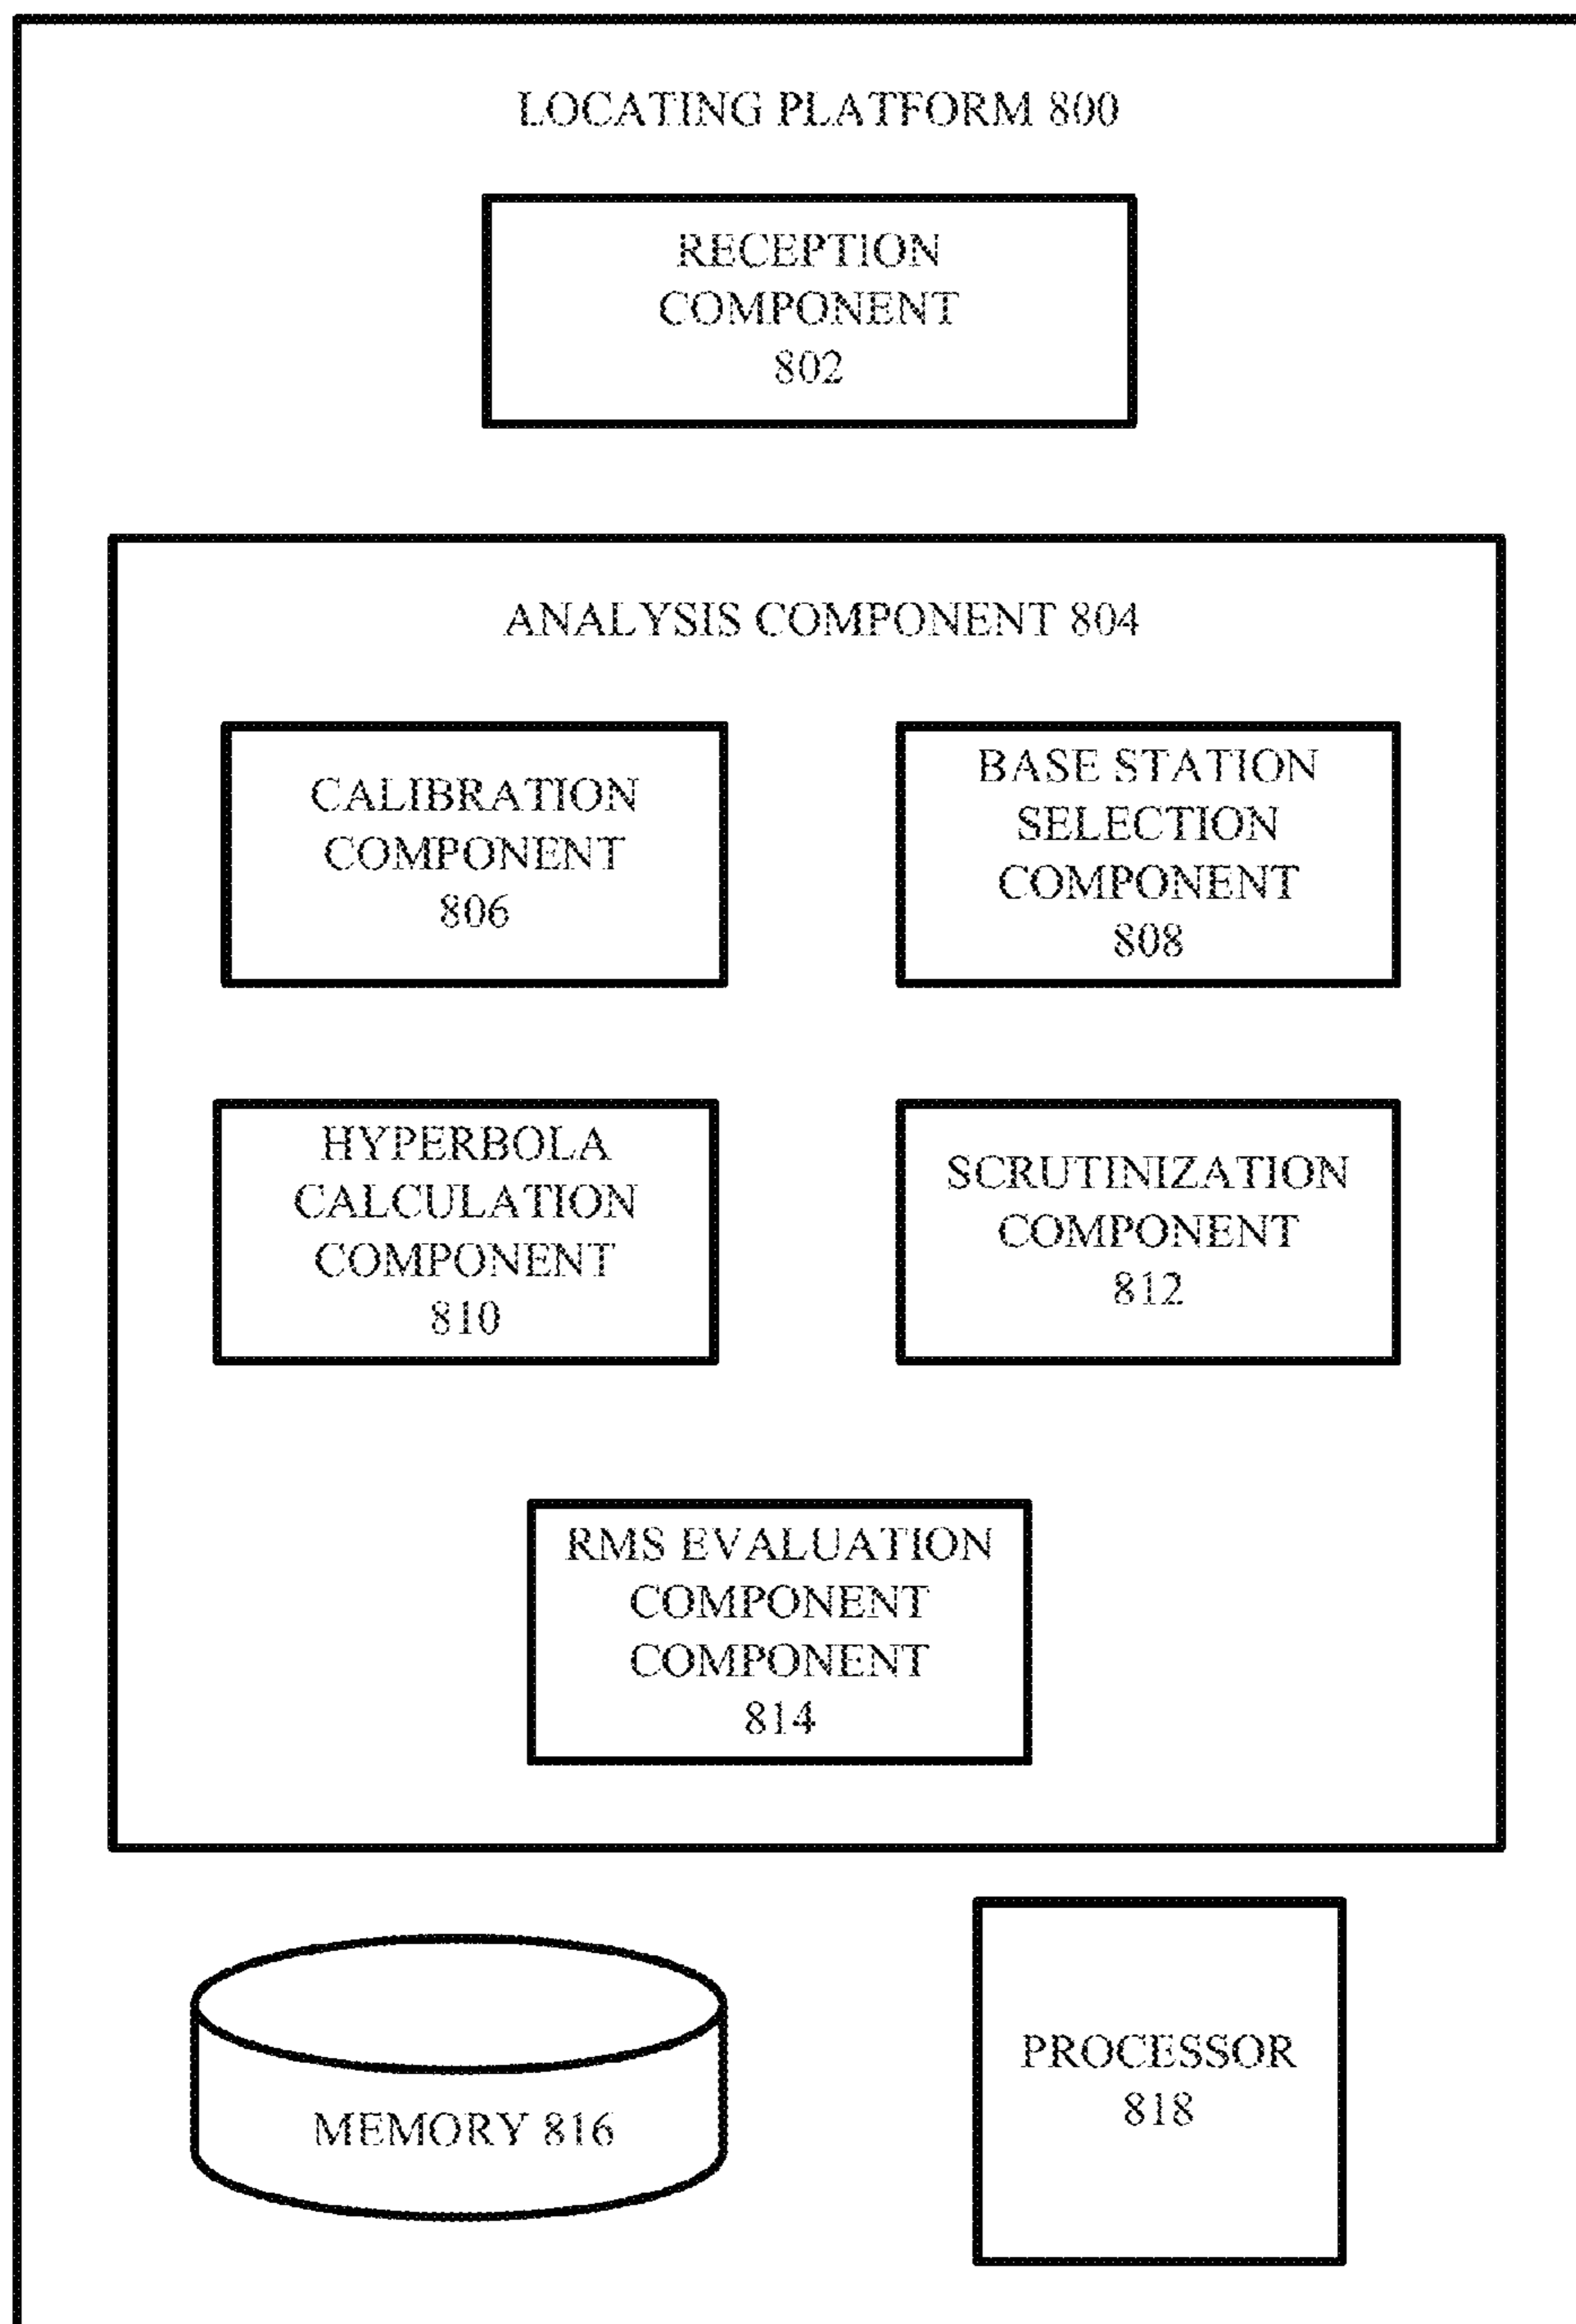 LOCATING PLATFORM 800
RECEPTION
COMPONENT
802
ANALYSIS COMPONENT 804
CALIBRATION
COMPONENT
806
BASE STATION
SELECTION
COMPONENT
808
HYPERBOLA
CALCULATION
COMPONENT
810
SCRUTINIZATION
COMPONENT
812
RMS EVALUATION
COMPONENT
COMPONENT
814
MEMORY 816
PROCESSOR
818